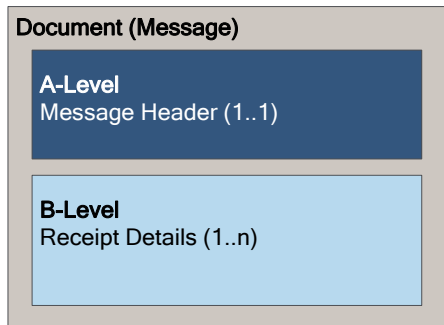 Document (Message)
A-Level
Message Header (1..1)
B-Level
Receipt Details (1..n)